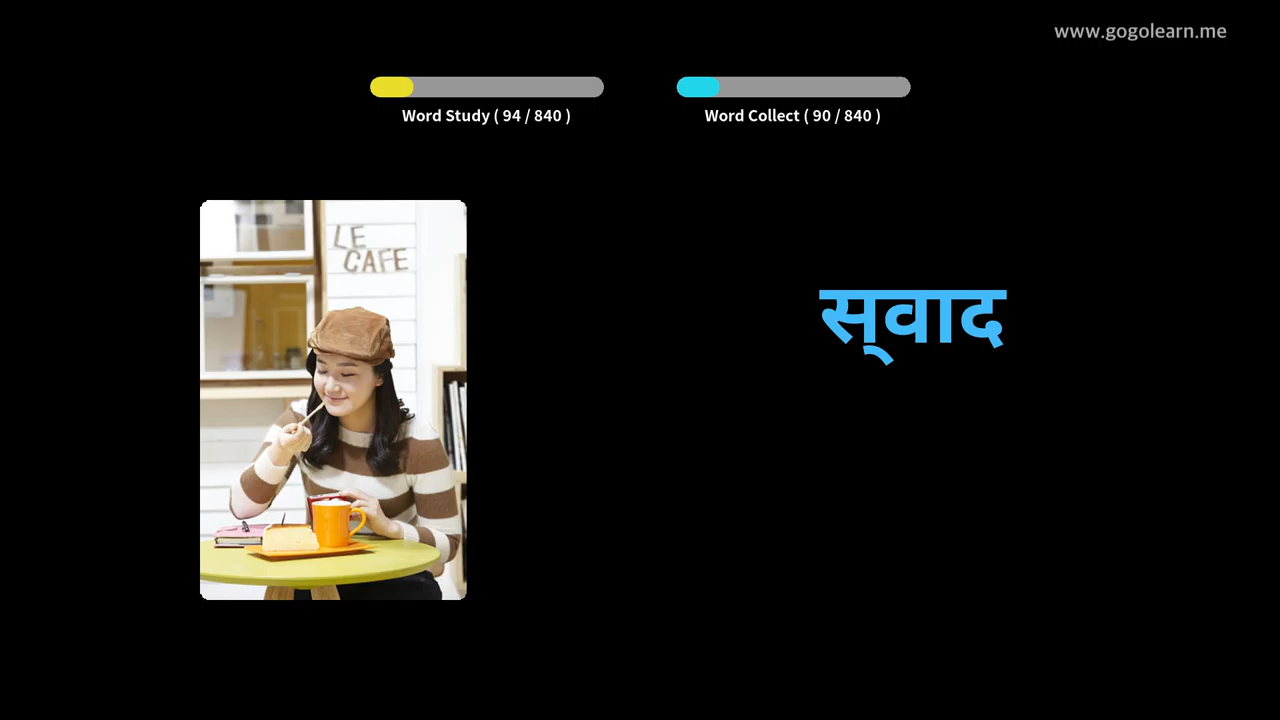 www.gogolearn.me
Word Study ( 94 / 840 )
Word Collect ( 90 / 840 )
LE
CAFE
स्‌वाद